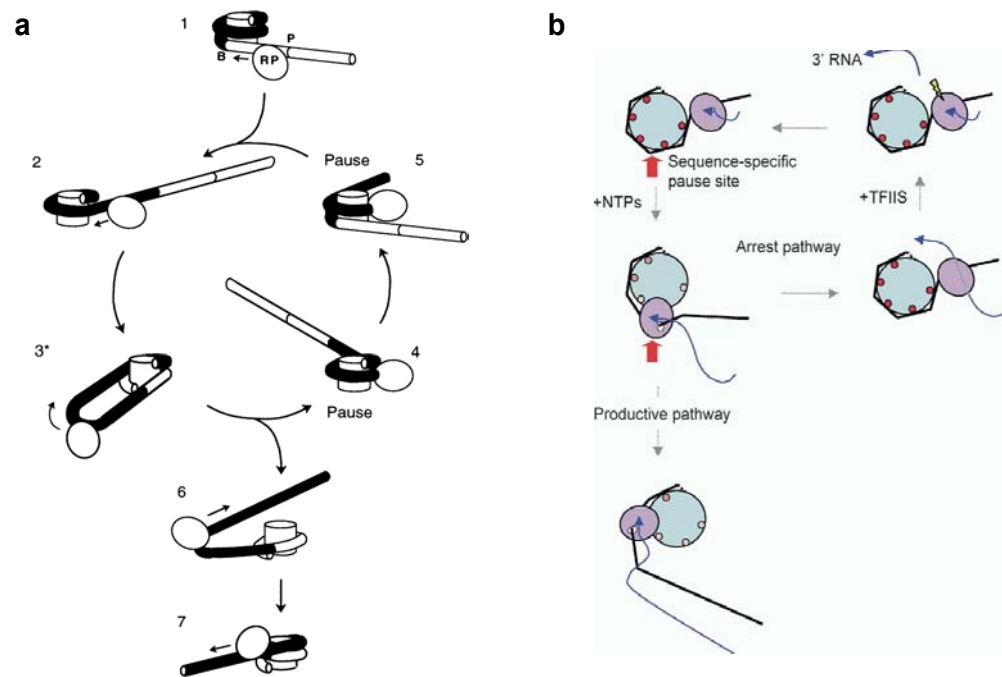 a
1
B
RP
P
2
Pause
5
3*
4
Pause
6
7
b
3’ RNA
Sequence-specific
pause site
+NTPs
+TFIIS
Arrest pathway
Productive pathway